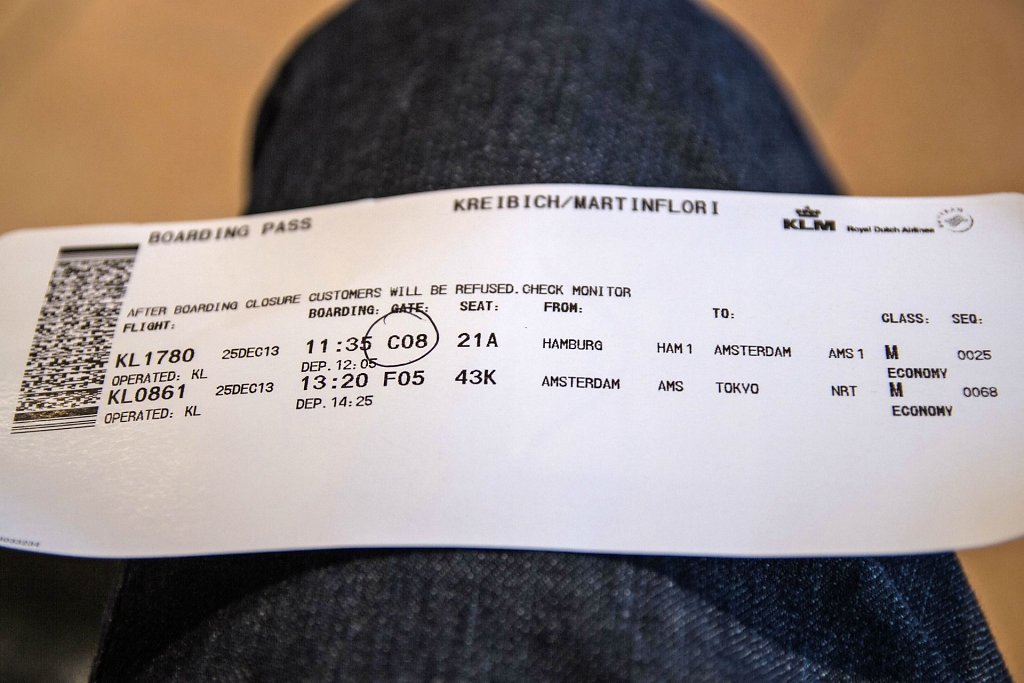 BOARDING PASS
KREIBICH/MARTINFLORI
KLM Royal Dutch Airlines
AFTER BOARDING CLOSURE CUSTOMERS WILL BE REFUSED.CHECK MONITOR
FLIGHT: BOARDING: GATE: SEAT: FROM: TO: CLASS: SEQ:
KL1780 25DEC13 11:35 C08 21A HAMBURG HAM 1 AMSTERDAM AMS 1 M 0025
OPERATED: KL DEP. 12:05 ECONOMY
KL0861 25DEC13 13:20 F05 43K AMSTERDAM AMS TOKYO NRT M 0068
OPERATED: KL DEP. 14:25 ECONOMY